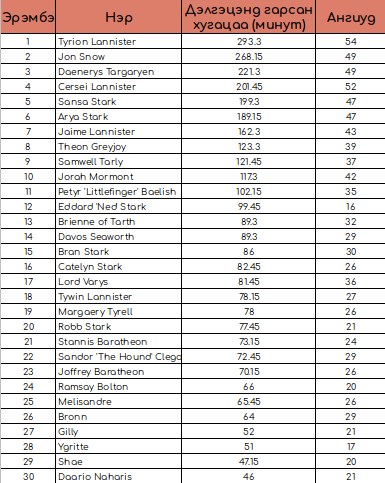 Эрэмбэ Нэр Дэлгэцэнд гарсан хугацаа (минут) Ангиуд
1 Tyrion Lannister 293.3 54
2 Jon Snow 268.15 49
3 Daenerys Targaryen 221.3 49
4 Cersei Lannister 201.45 52
5 Sansa Stark 199.3 47
6 Arya Stark 189.15 47
7 Jaime Lannister 162.3 43
8 Theon Greyjoy 123.3 39
9 Samwell Tarly 121.45 37
10 Jorah Mormont 117.3 42
11 Petyr 'Littlefinger' Baelish 102.15 35
12 Eddard 'Ned' Stark 99.45 16
13 Brienne of Tarth 89.3 32
14 Davos Seaworth 89.3 29
15 Bran Stark 86 30
16 Catelyn Stark 82.45 26
17 Lord Varys 81.45 36
18 Tywin Lannister 78.15 27
19 Margaery Tyrell 78 26
20 Robb Stark 77.45 21
21 Stannis Baratheon 73.15 24
22 Sandor 'The Hound' Clega 72.45 29
23 Joffrey Baratheon 70.15 26
24 Ramsay Bolton 66 20
25 Melisandre 65.45 26
26 Bronn 64 29
27 Gilly 52 21
28 Ygritte 51 17
29 Shae 47.15 20
30 Daario Naharis 46 21